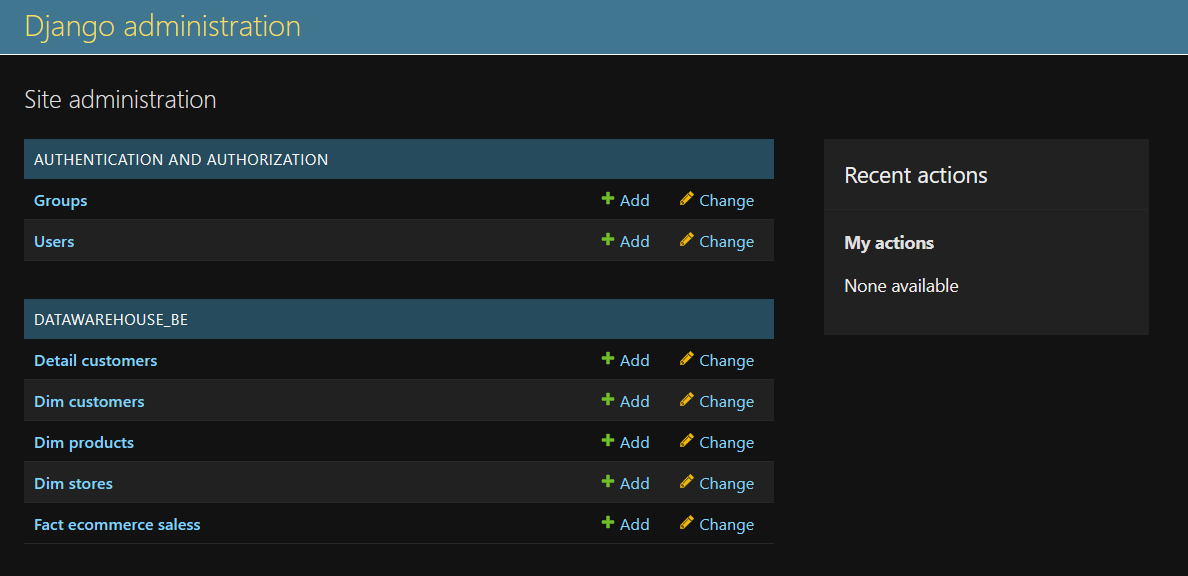 Django administration
Site administration
AUTHENTICATION AND AUTHORIZATION
Groups Add Change
Users Add Change
DATAWAREHOUSE_BE
Detail customers Add Change
Dim customers Add Change
Dim products Add Change
Dim stores Add Change
Fact ecommerce saless Add Change
Recent actions
My actions
None available